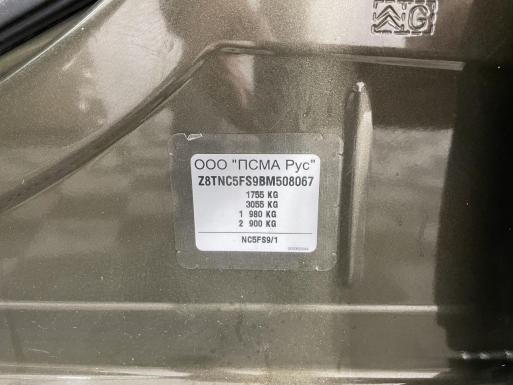 G
ООО "ПСМА Рус"
Z8TNC5FS9BM508067
1755 KG
3055 KG
1 980 KG
2 900 KG
NC5FS9/1